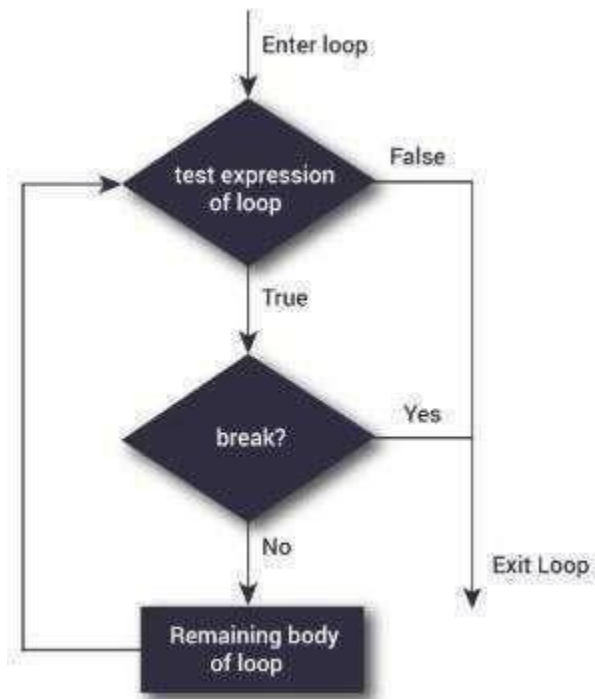 Enter loop
test expression
of loop
False
True
break?
Yes
No
Exit Loop
Remaining body
of loop